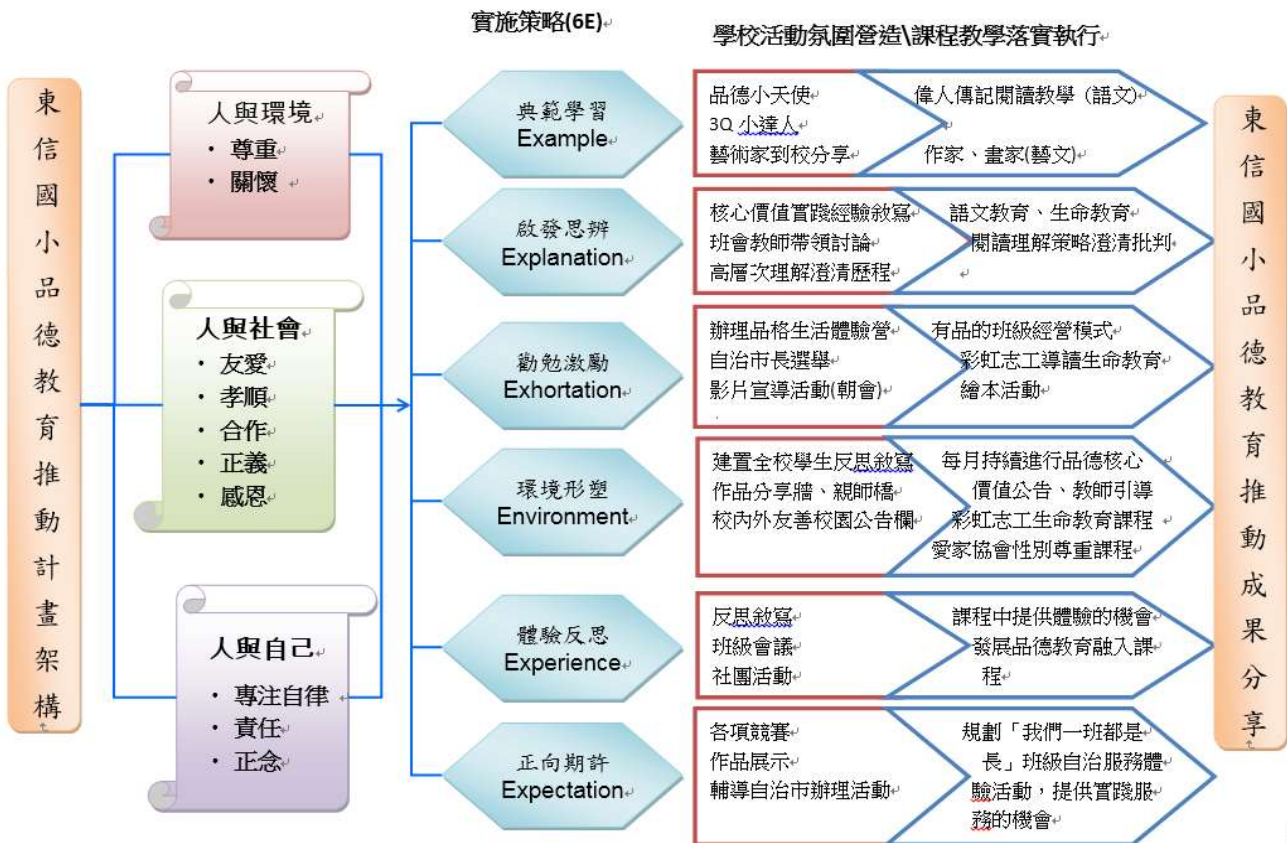 實施策略(6E)
學校活動氛圍營造\課程教學落實執行
東信國小品德教育推動計畫架構
人與環境
・尊重
・關懷
人與社會
・友愛
・孝順
・合作
・正義
・感恩
人與自己
・專注自律
・責任
・正念
典範學習
Example
品德小天使
3Q 小達人
藝術家到校分享
偉人傳記閱讀教學 (語文)
作家、畫家(藝文)
啟發思辨
Explanation
核心價值實踐經驗敘寫
班會教師帶領討論
高層次理解澄清歷程
語文教育、生命教育
閱讀理解策略澄清批判
勸勉激勵
Exhortation
辦理品格生活體驗營
自治市長選舉
影片宣導活動(朝會)
有品的班級經營模式
彩虹志工導讀生命教育
繪本活動
環境形塑
Environment
建置全校學生反思敘寫
作品分享牆、親師橋
校內外友善校園公告欄
每月持續進行品德核心
價值公告、教師引導
彩虹志工生命教育課程
愛家協會性別尊重課程
體驗反思
Experience
反思敘寫
班級會議
社團活動
課程中提供體驗的機會
發展品德教育融入課
程
正向期許
Expectation
各項競賽
作品展示
輔導自治市辦理活動
規劃「我們一班都是
長」班級自治服務體
驗活動，提供實踐服
務的機會
東信國小品德教育推動成果分享